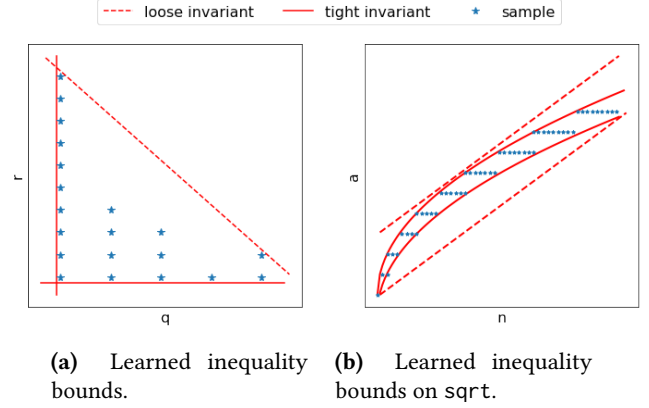 loose invariant tight invariant sample
r
q
a
n
(a) Learned inequality bounds.
(b) Learned inequality bounds on sqrt.